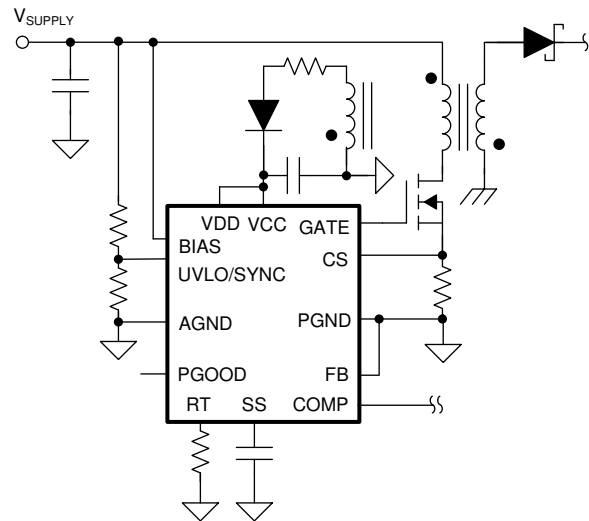 VSUPPLY
VDD VCC GATE
BIAS
CS
UVLO/SYNC
AGND PGND
PGOOD FB
RT SS COMP